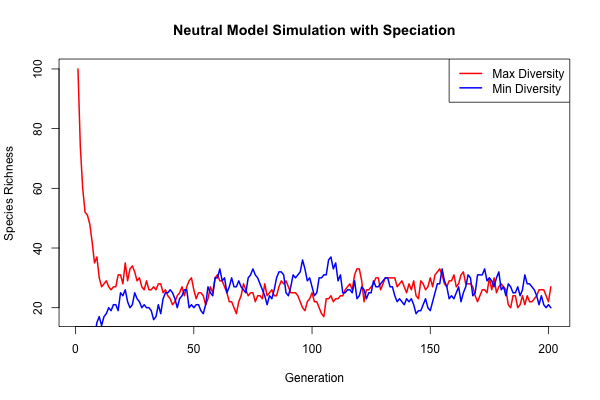 Neutral Model Simulation with Speciation
Max Diversity
Min Diversity
Species Richness
100
80
60
40
20
0
50
100
150
200
Generation